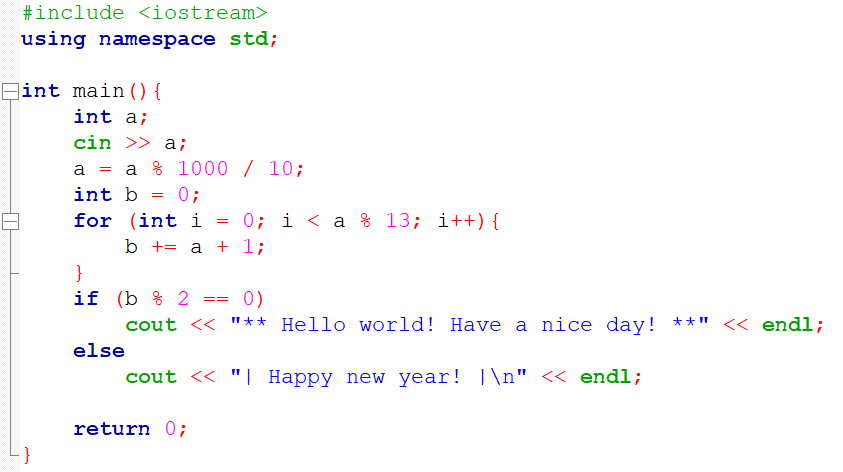 #include <iostream>
using namespace std;
int main(){
int a;
cin >> a;
a = a % 1000 / 10;
int b = 0;
for (int i = 0; i < a % 13; i++){
b += a + 1;
}
if (b % 2 == 0)
cout << "** Hello world! Have a nice day! **" << endl;
else
cout << "| Happy new year! |\n" << endl;
return 0;
}